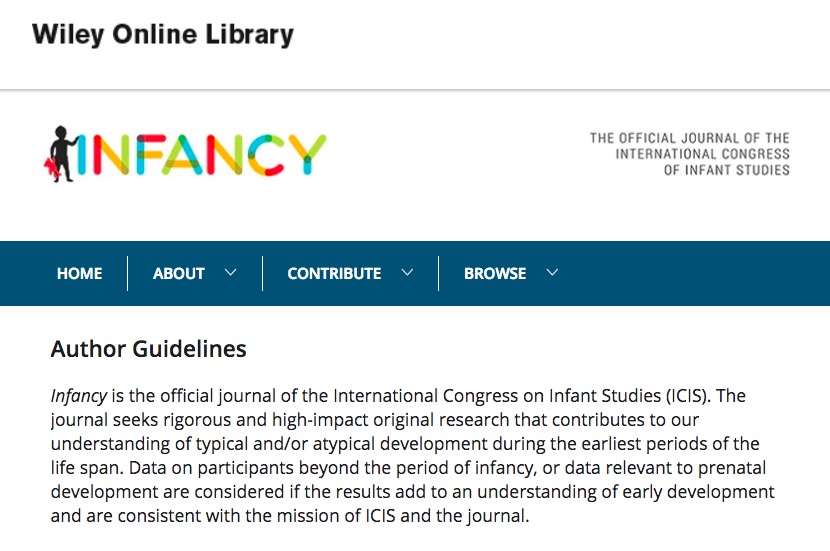 Wiley Online Library
INFANCY
THE OFFICIAL JOURNAL OF THE
INTERNATIONAL CONGRESS
OF INFANT STUDIES
HOME ABOUT CONTRIBUTE BROWSE
Author Guidelines
Infancy is the official journal of the International Congress on Infant Studies (ICIS). The
journal seeks rigorous and high-impact original research that contributes to our
understanding of typical and/or atypical development during the earliest periods of the
life span. Data on participants beyond the period of infancy, or data relevant to prenatal
development are considered if the results add to an understanding of early development
and are consistent with the mission of ICIS and the journal.